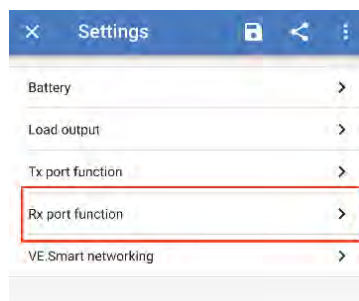 Settings
Battery
Load output
Tx port function
Rx port function
VE.Smart networking